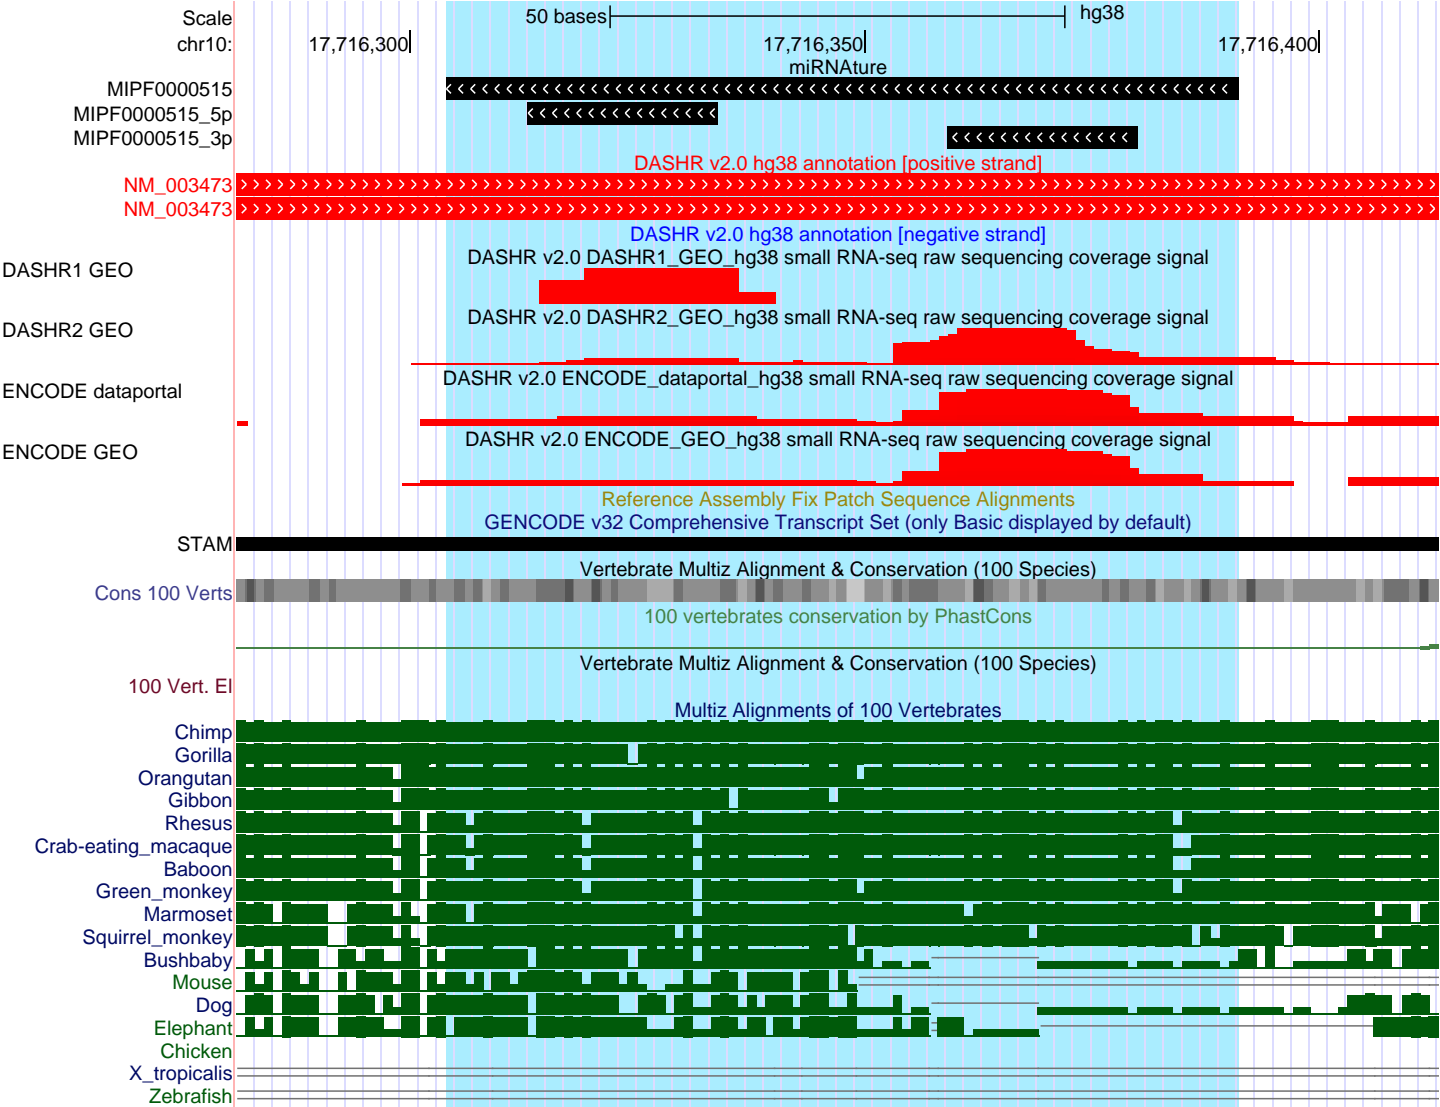 Scale 50 bases hg38
chr10: 17,716,300 17,716,350 17,716,400
miRNAture
MIPF0000515
MIPF0000515_5p
MIPF0000515_3p
DASHR v2.0 hg38 annotation [positive strand]
NM_003473
NM_003473
DASHR v2.0 hg38 annotation [negative strand]
DASHR v2.0 DASHR1_GEO_hg38 small RNA-seq raw sequencing coverage signal
DASHR1 GEO
DASHR v2.0 DASHR2_GEO_hg38 small RNA-seq raw sequencing coverage signal
DASHR2 GEO
DASHR v2.0 ENCODE_dataportal_hg38 small RNA-seq raw sequencing coverage signal
ENCODE dataportal
DASHR v2.0 ENCODE_GEO_hg38 small RNA-seq raw sequencing coverage signal
ENCODE GEO
Reference Assembly Fix Patch Sequence Alignments
GENCODE v32 Comprehensive Transcript Set (only Basic displayed by default)
STAM
Vertebrate Multiz Alignment & Conservation (100 Species)
Cons 100 Verts
100 vertebrates conservation by PhastCons
Vertebrate Multiz Alignment & Conservation (100 Species)
100 Vert. El
Multiz Alignments of 100 Vertebrates
Chimp
Gorilla
Orangutan
Gibbon
Rhesus
Crab-eating_macaque
Baboon
Green_monkey
Marmoset
Squirrel_monkey
Bushbaby
Mouse
Dog
Elephant
Chicken
X_tropicalis
Zebrafish